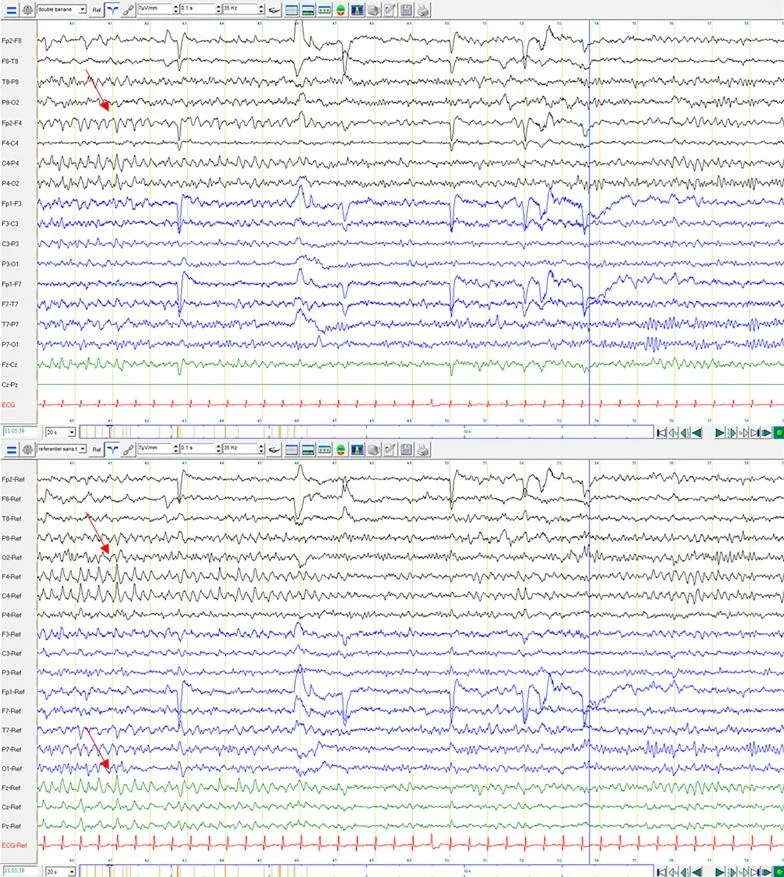 double banane Ref 7µV/mm 0.1 s 35 Hz
Fp2-F8
F8-T8
T8-P8
P8-O2
Fp2-F4
F4-C4
C4-P4
P4-O2
Fp1-F3
F3-C3
C3-P3
P3-O1
Fp1-F7
F7-T7
T7-P7
P7-O1
Fz-Cz
Cz-Pz
ECG
11:05:39 20 s
referentiel sans t Ref 7µV/mm 0.1 s 35 Hz
Fp2-Ref
F8-Ref
T8-Ref
P8-Ref
O2-Ref
F4-Ref
C4-Ref
P4-Ref
F3-Ref
C3-Ref
P3-Ref
Fp1-Ref
F7-Ref
T7-Ref
P7-Ref
O1-Ref
Fz-Ref
Cz-Ref
Pz-Ref
ECG-Ref
11:05:39 20 s